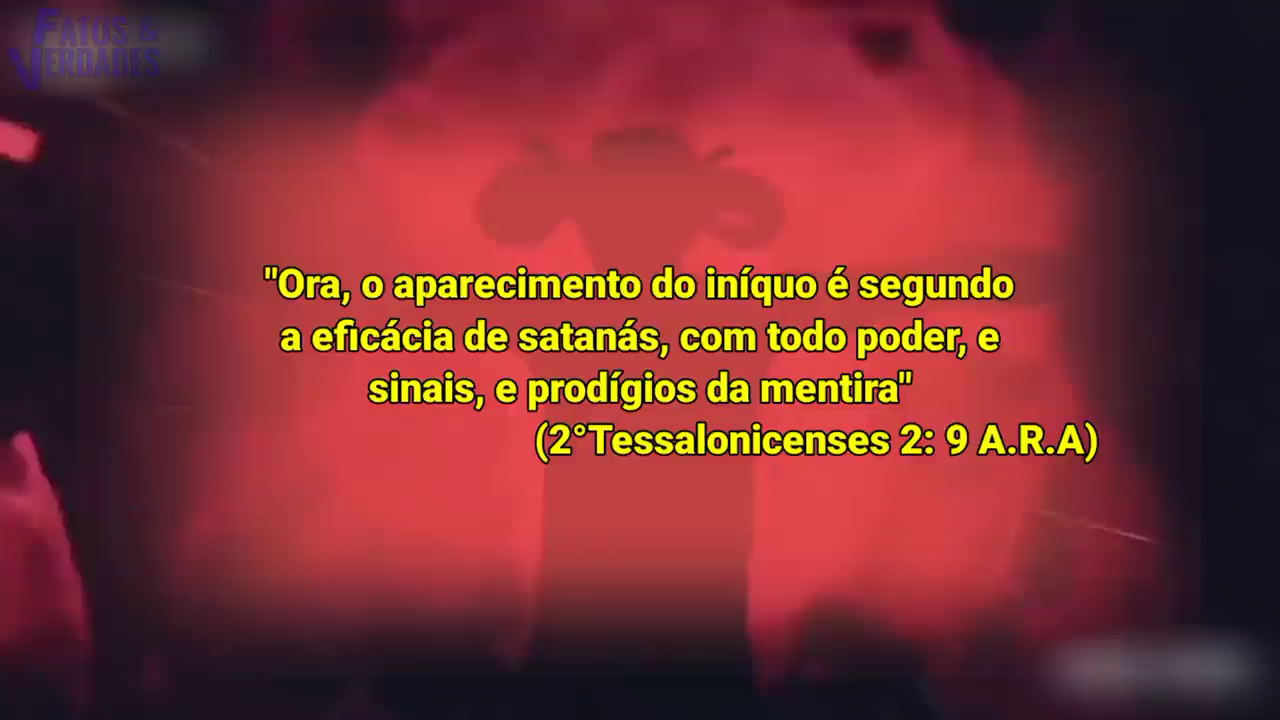 FATOS &
VERDADES
"Ora, o aparecimento do iníquo é segundo
a eficácia de satanás, com todo poder, e
sinais, e prodígios da mentira"
(2°Tessalonicenses 2: 9 A.R.A)